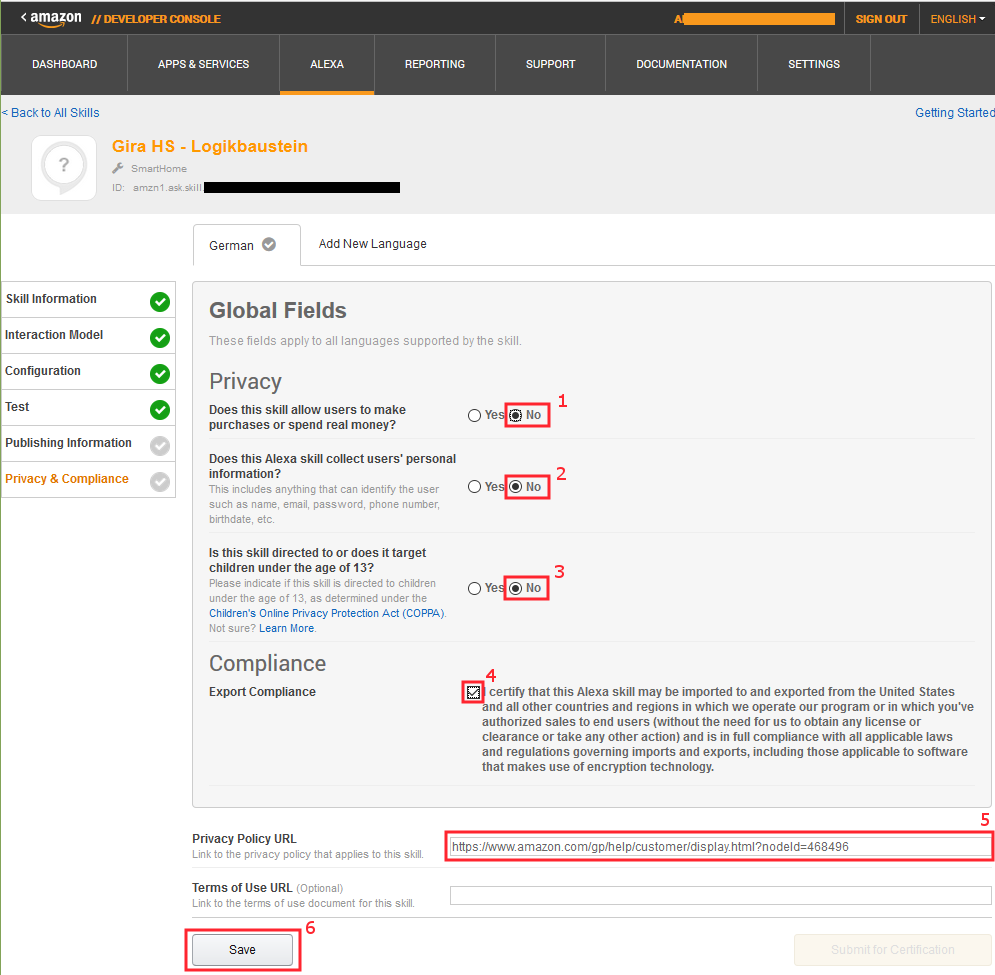 < amazon // DEVELOPER CONSOLE
SIGN OUT
ENGLISH
DASHBOARD
APPS & SERVICES
ALEXA
REPORTING
SUPPORT
DOCUMENTATION
SETTINGS
< Back to All Skills
Getting Started
?
Gira HS - Logikbaustein
SmartHome
ID: amzn1.ask.skill.
German
Add New Language
Skill Information
Interaction Model
Configuration
Test
Publishing Information
Privacy & Compliance
Global Fields
These fields apply to all languages supported by the skill.
Privacy
Does this skill allow users to make
purchases or spend real money?
Yes No 1
Does this Alexa skill collect users' personal
information?
This includes anything that can identify the user
such as name, email, password, phone number,
birthdate, etc.
Yes No 2
Is this skill directed to or does it target
children under the age of 13?
Please indicate if this skill is directed to children
under the age of 13, as determined under the
Children's Online Privacy Protection Act (COPPA).
Not sure? Learn More.
Yes No 3
Compliance
Export Compliance
4
I certify that this Alexa skill may be imported to and exported from the United States
and all other countries and regions in which we operate our program or in which you've
authorized sales to end users (without the need for us to obtain any license or
clearance or take any other action) and is in full compliance with all applicable laws
and regulations governing imports and exports, including those applicable to software
that makes use of encryption technology.
5
Privacy Policy URL
Link to the privacy policy that applies to this skill.
https://www.amazon.com/gp/help/customer/display.html?nodeId=468496
Terms of Use URL (Optional)
Link to the terms of use document for this skill.
6
Save
Submit for Certification